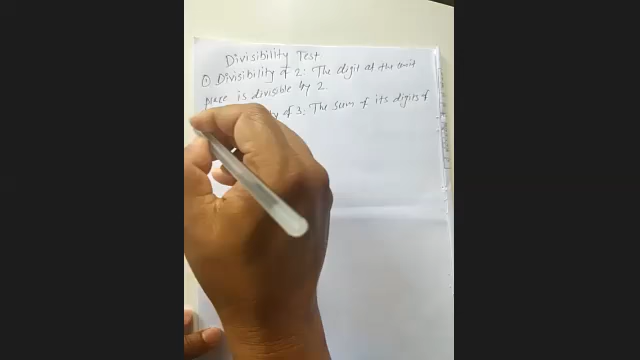 Divisibility Test
① Divisibility of 2: The digit at the unit
place is divisible by 2.
of 3: The sum of its digits of